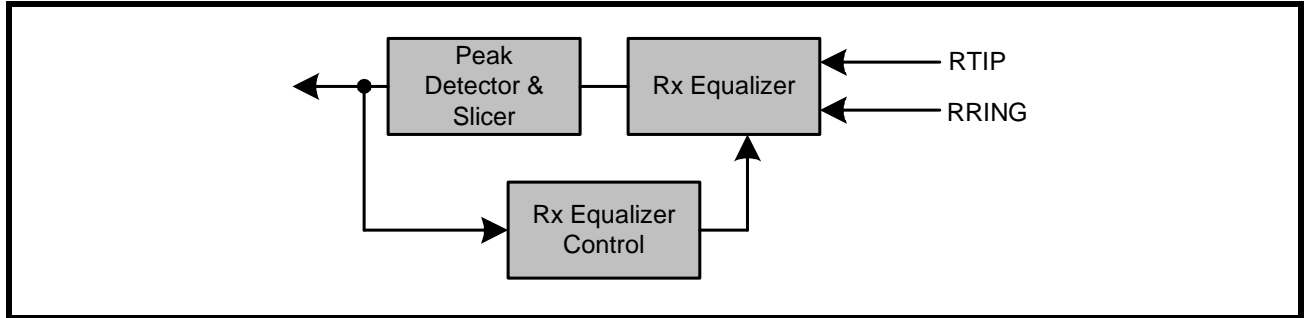 Peak
Detector &
Slicer
Rx Equalizer
RTIP
RRING
Rx Equalizer
Control